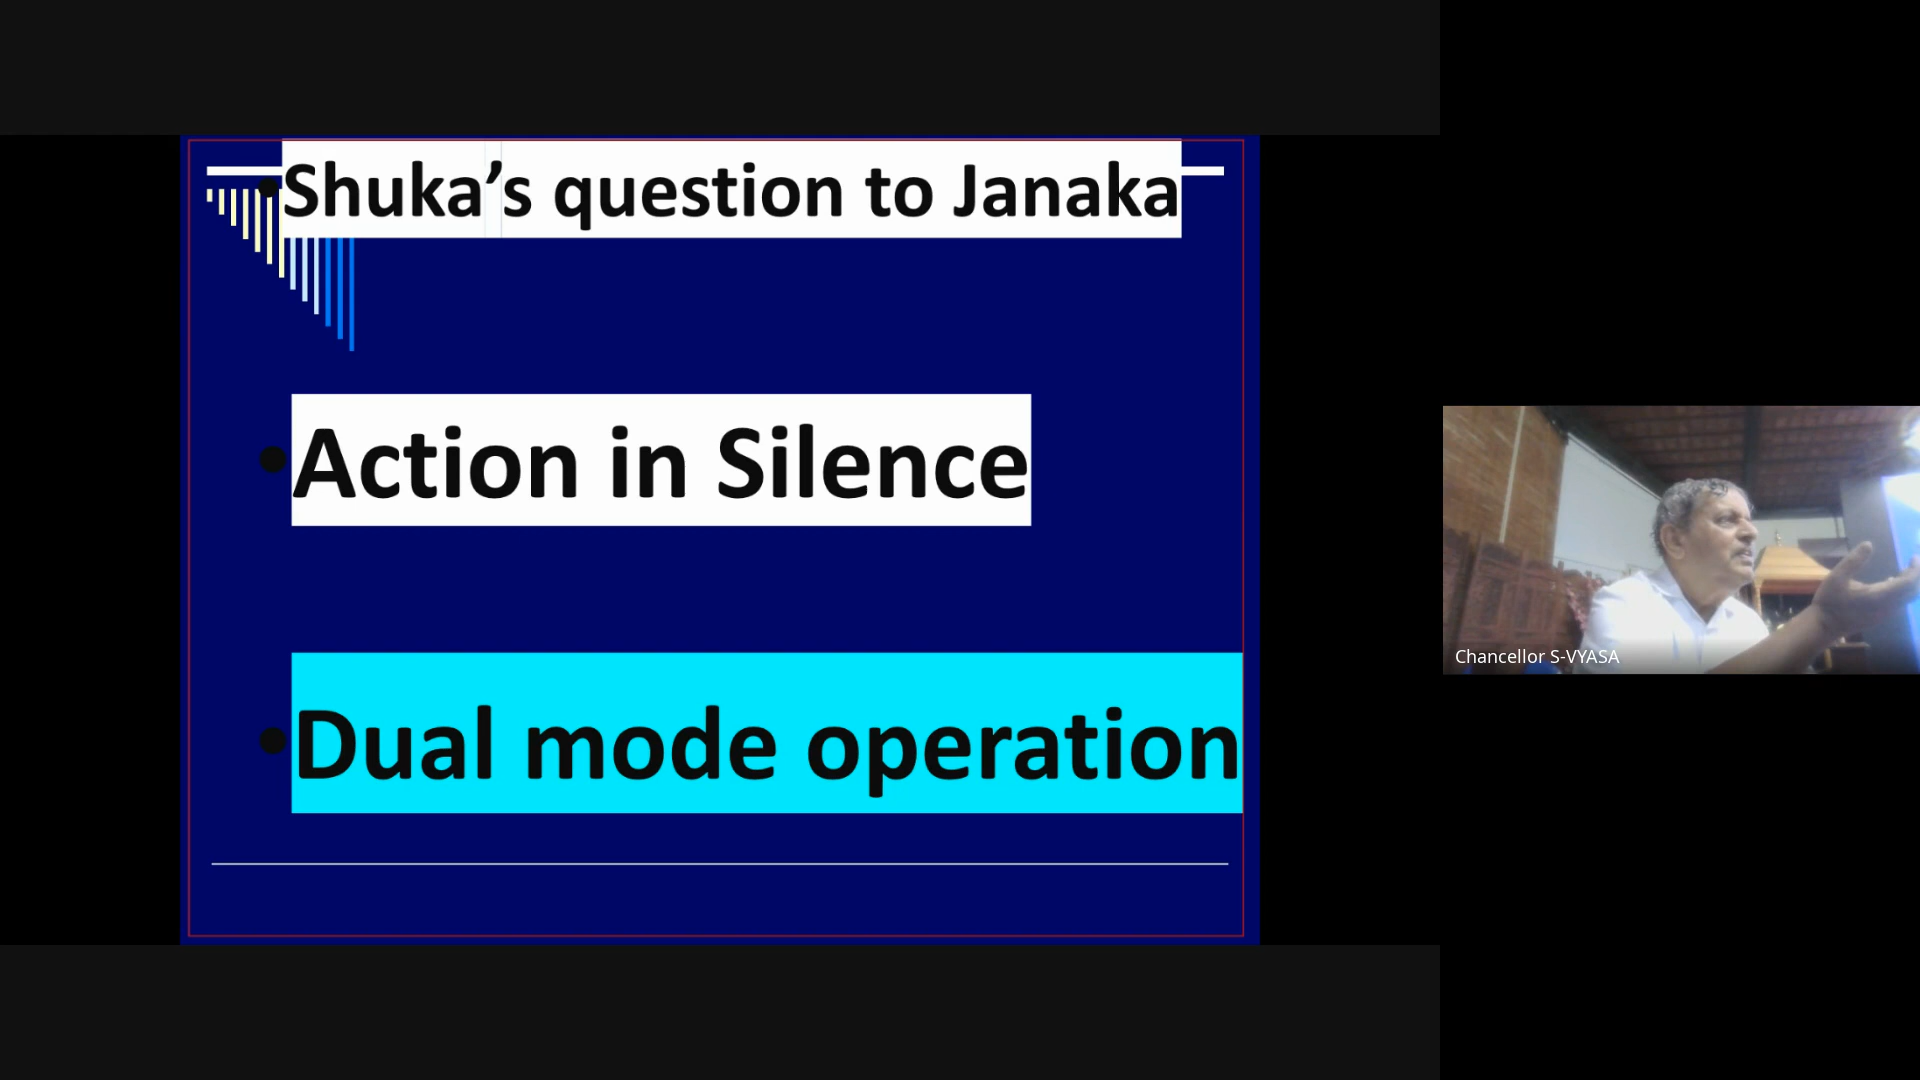 Shuka’s question to Janaka
Action in Silence
Dual mode operation
Chancellor S-VYASA